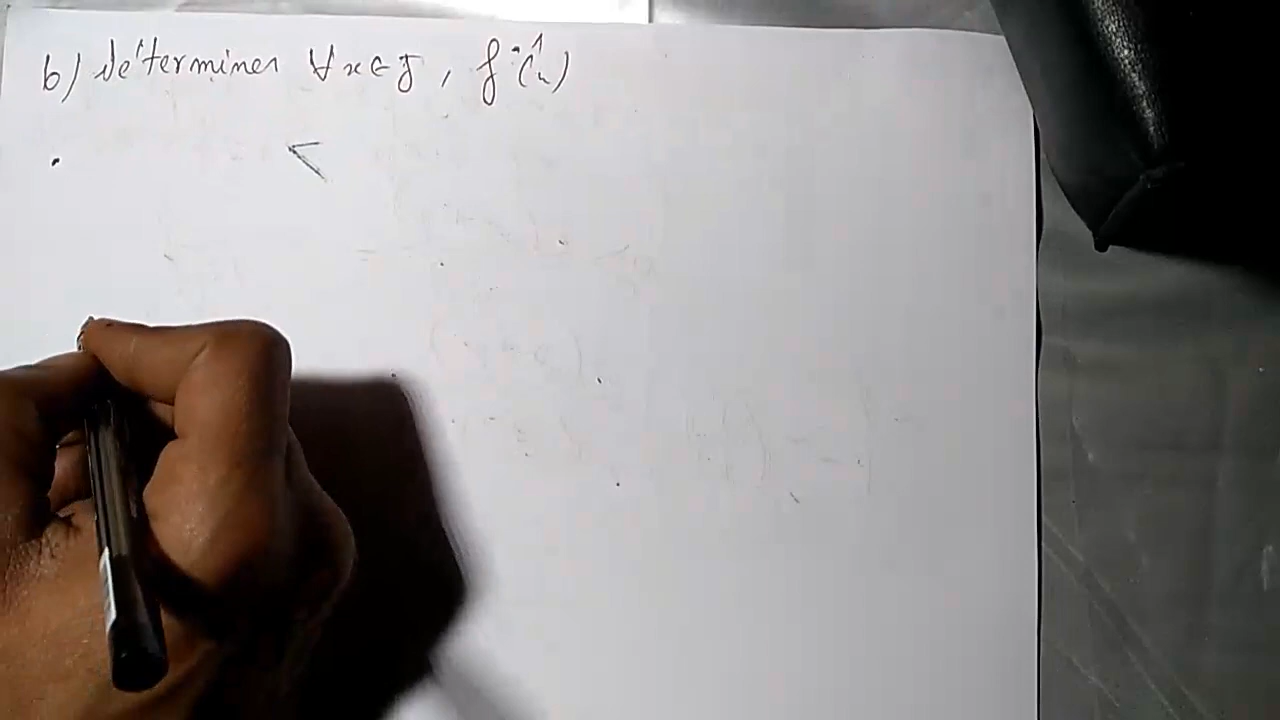 b) Déterminer ∀x∈J, f⁻¹(x)
<